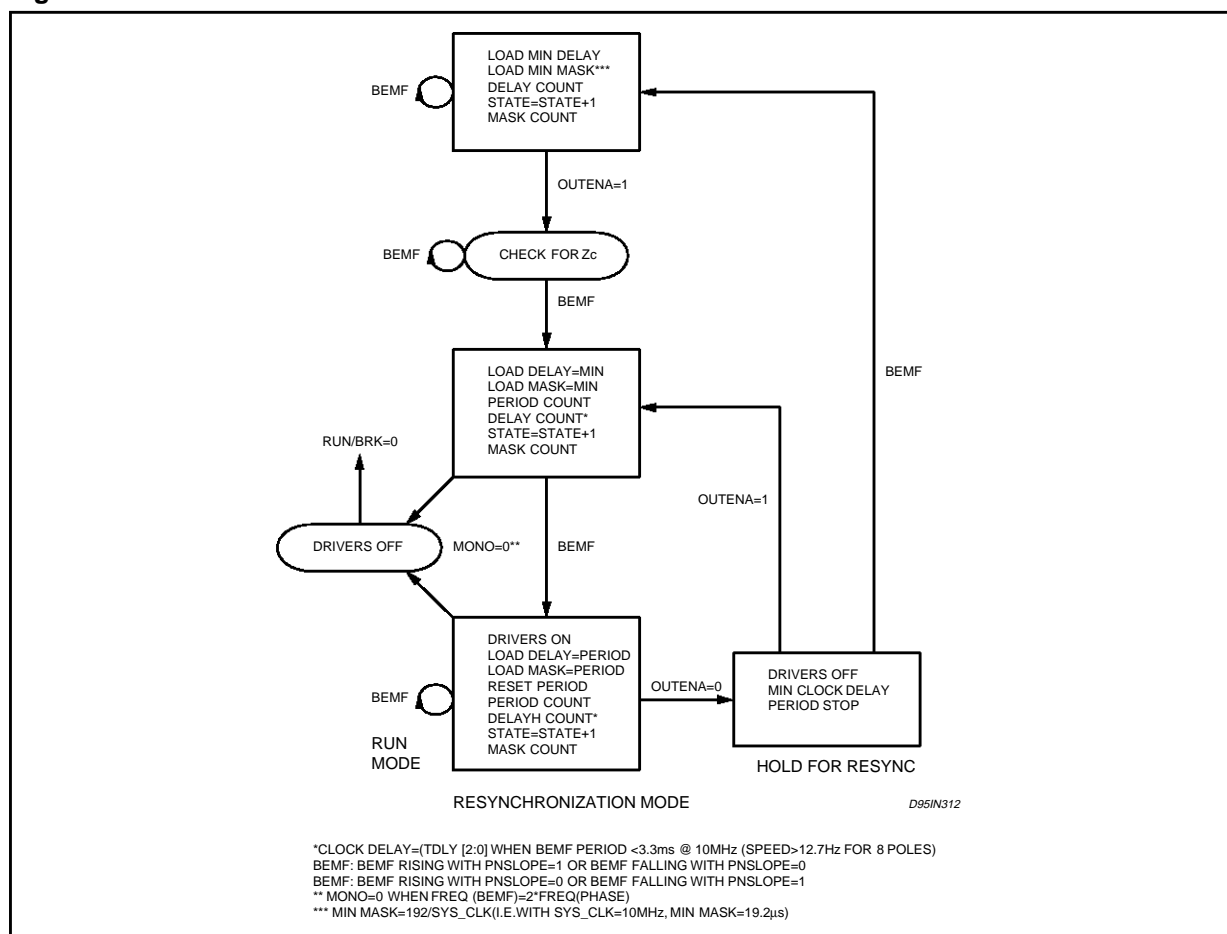 LOAD MIN DELAY
LOAD MIN MASK***
DELAY COUNT
STATE=STATE+1
MASK COUNT
BEMF
OUTENA=1
BEMF
CHECK FOR Zc
BEMF
LOAD DELAY=MIN
LOAD MASK=MIN
PERIOD COUNT
DELAY COUNT*
STATE=STATE+1
MASK COUNT
BEMF
RUN/BRK=0
OUTENA=1
DRIVERS OFF
MONO=0**
BEMF
DRIVERS ON
LOAD DELAY=PERIOD
LOAD MASK=PERIOD
RESET PERIOD
PERIOD COUNT
DELAYH COUNT*
STATE=STATE+1
MASK COUNT
BEMF
RUN
MODE
OUTENA=0
DRIVERS OFF
MIN CLOCK DELAY
PERIOD STOP
HOLD FOR RESYNC
RESYNCHRONIZATION MODE
D95IN312
*CLOCK DELAY=(TDLY [2:0] WHEN BEMF PERIOD <3.3ms @ 10MHz (SPEED>12.7Hz FOR 8 POLES)
BEMF: BEMF RISING WITH PNSLOPE=1 OR BEMF FALLING WITH PNSLOPE=0
BEMF: BEMF RISING WITH PNSLOPE=0 OR BEMF FALLING WITH PNSLOPE=1
** MONO=0 WHEN FREQ (BEMF)=2*FREQ(PHASE)
*** MIN MASK=192/SYS_CLK(I.E.WITH SYS_CLK=10MHz, MIN MASK=19.2µs)